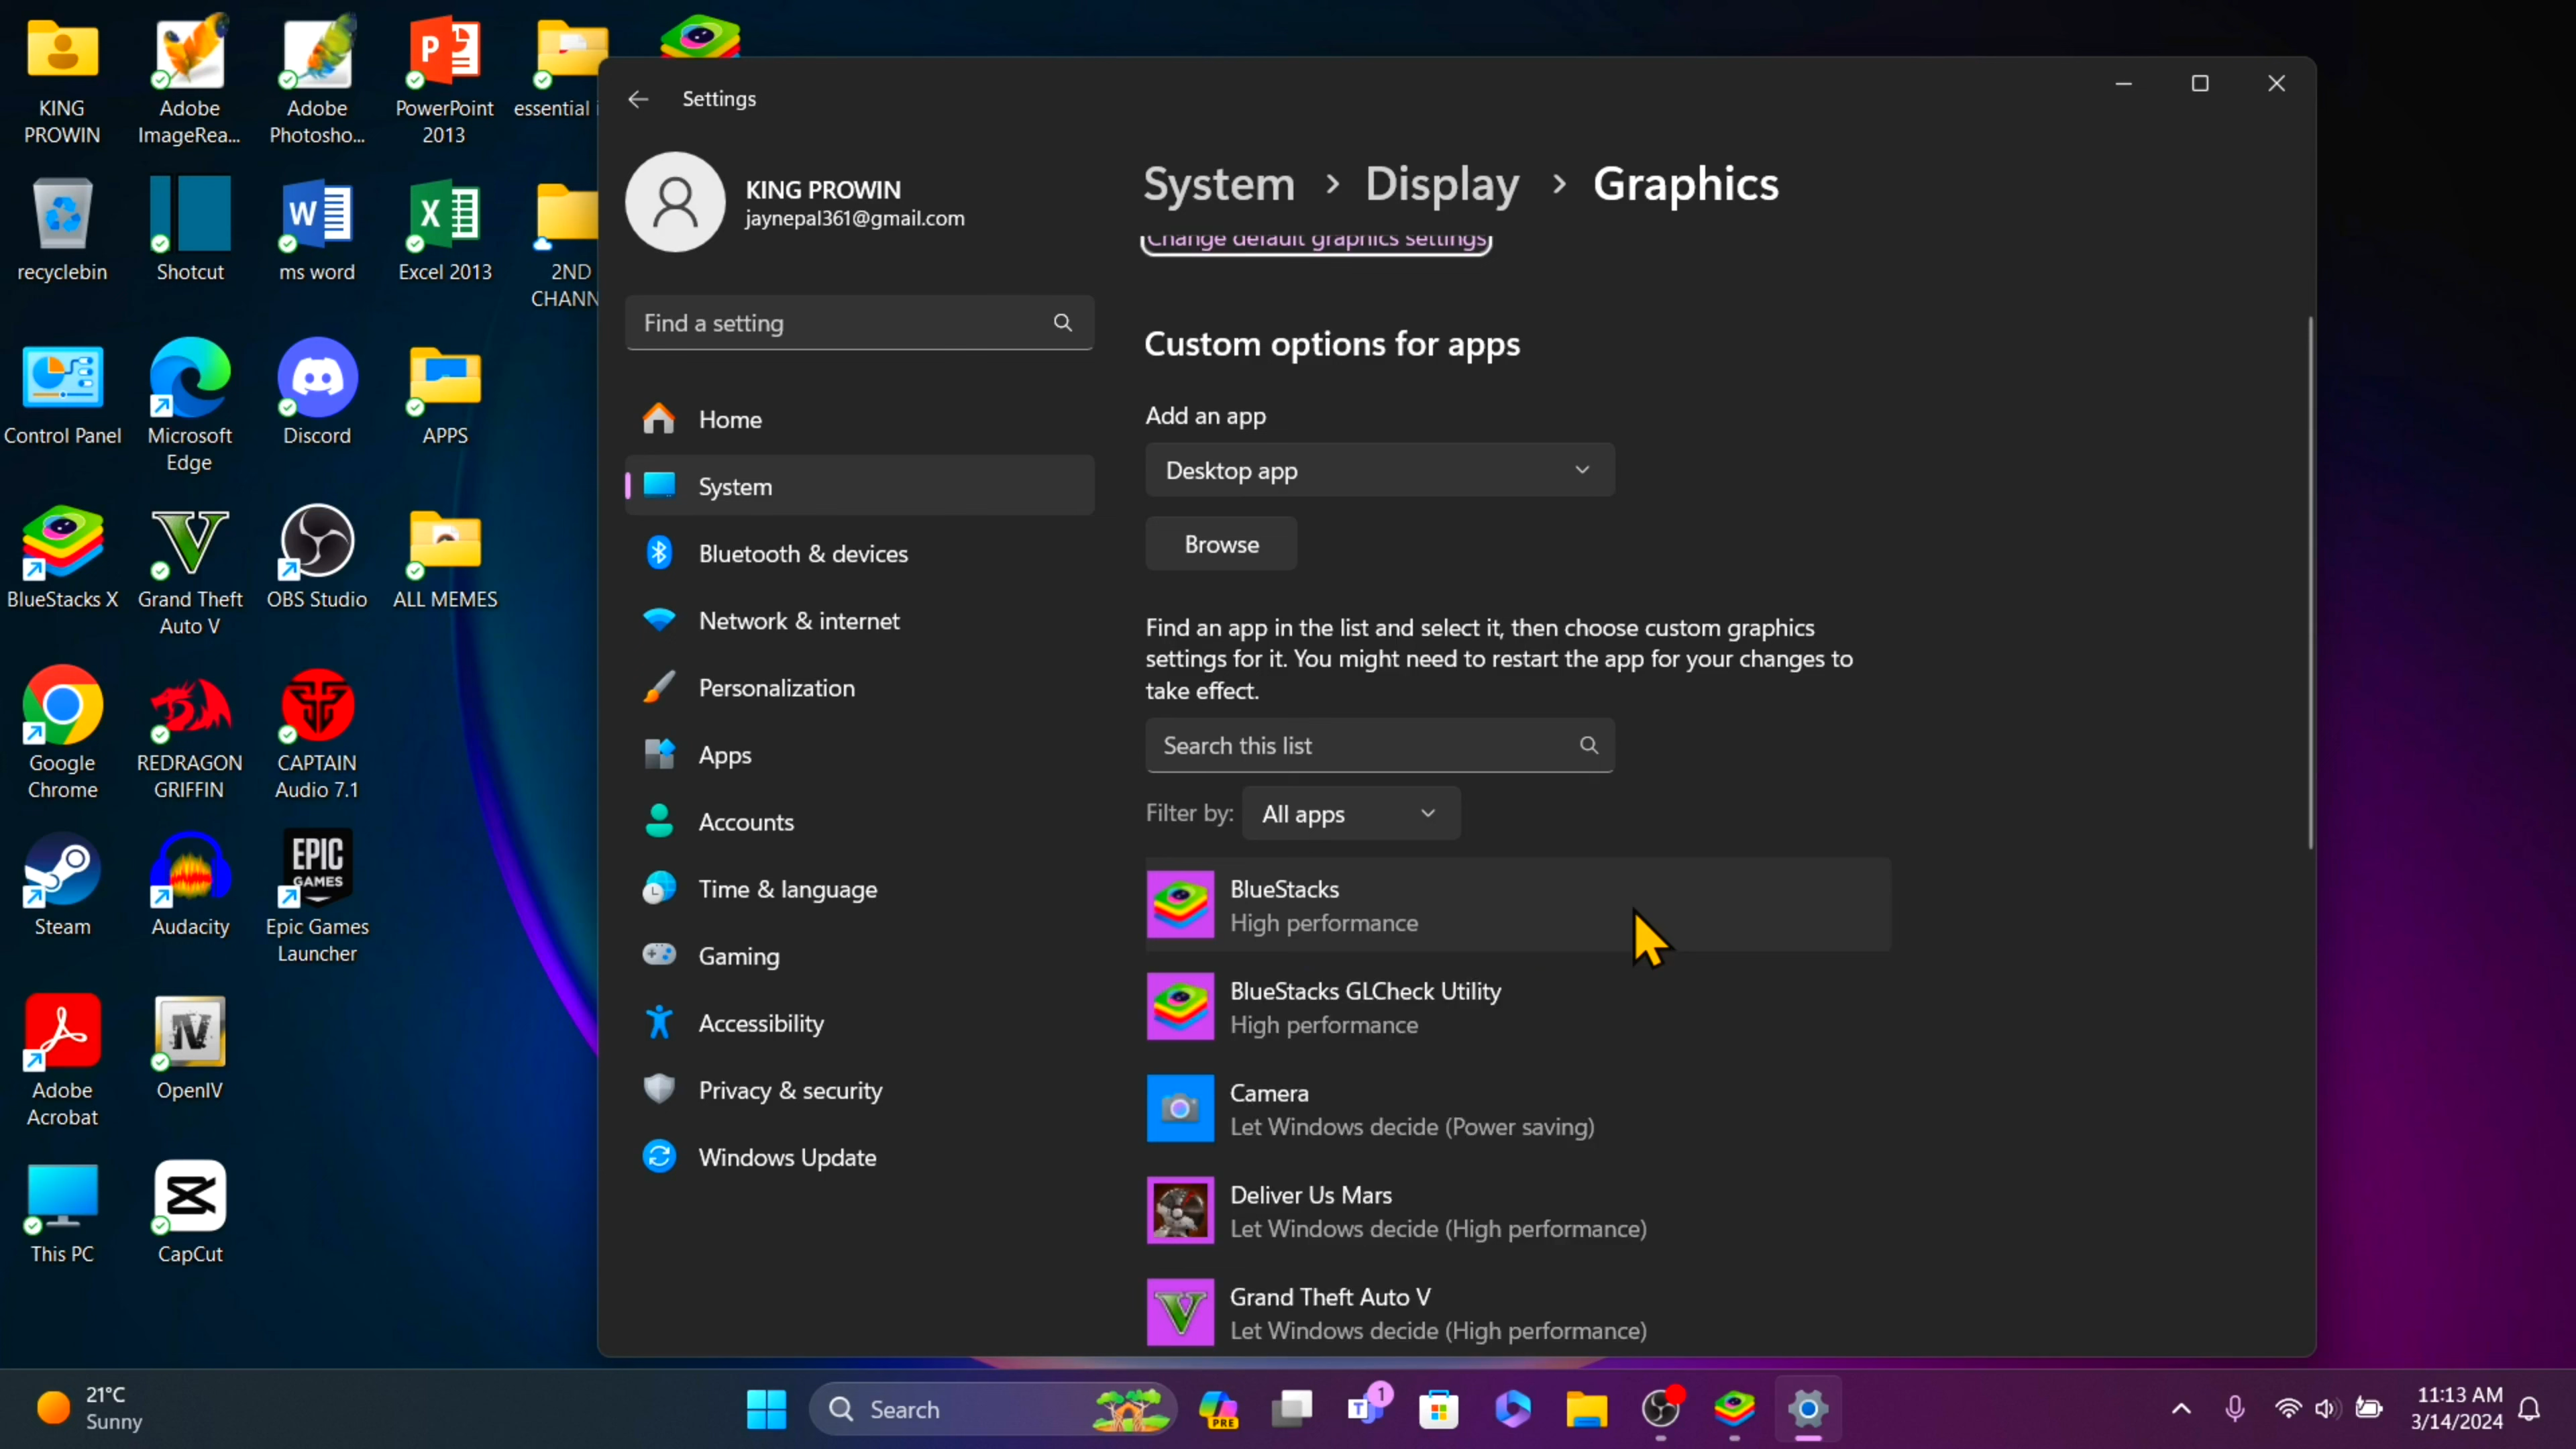 KING
PROWIN
Adobe
ImageRea...
Adobe
Photosho...
PowerPoint
2013
essential
recyclebin
Shotcut
ms word
Excel 2013
2ND
CHANN
Control Panel
Microsoft
Edge
Discord
APPS
BlueStacks X
Grand Theft
Auto V
OBS Studio
ALL MEMES
Google
Chrome
REDRAGON
GRIFFIN
CAPTAIN
Audio 7.1
Steam
Audacity
EPIC
GAMES
Epic Games
Launcher
Adobe
Acrobat
OpenIV
This PC
CapCut
Settings
KING PROWIN
jaynepal361@gmail.com
Find a setting
Home
System
Bluetooth & devices
Network & internet
Personalization
Apps
Accounts
Time & language
Gaming
Accessibility
Privacy & security
Windows Update
System > Display > Graphics
Change default graphics settings
Custom options for apps
Add an app
Desktop app
Browse
Find an app in the list and select it, then choose custom graphics
settings for it. You might need to restart the app for your changes to
take effect.
Search this list
Filter by: All apps
BlueStacks
High performance
BlueStacks GLCheck Utility
High performance
Camera
Let Windows decide (Power saving)
Deliver Us Mars
Let Windows decide (High performance)
Grand Theft Auto V
Let Windows decide (High performance)
21°C
Sunny
Search
PRE
1
11:13 AM
3/14/2024